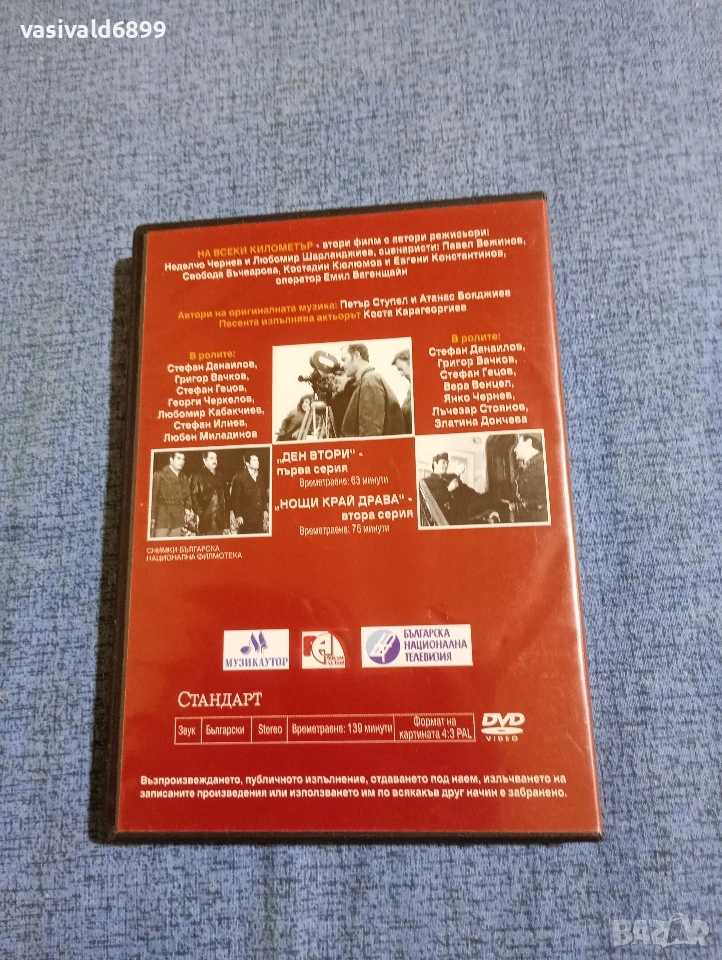 vasivald6899
НА ВСЕКИ КИЛОМЕТЪР - втори филм с автори режисьори:
Неделчо Чернев и Любомир Шарланджиев, сценаристи: Павел Вежинов,
Свобода Бъчварова, Костадин Кюлюмов и Евгени Константинов,
оператор Емил Вагенщайн
Автори на оригиналната музика: Петър Ступел и Атанас Бояджиев
Песента изпълнява актьорът Коста Карагеоргиев
В ролите:
Стефан Данаилов,
Григор Вачков,
Стефан Гецов,
Георги Черкелов,
Любомир Кабакчиев,
Стефан Илиев,
Любен Миладинов
В ролите:
Стефан Данаилов,
Григор Вачков,
Стефан Гецов,
Вера Венцел,
Янко Чернев,
Лъчезар Стоянов,
Златина Дончева
„ДЕН ВТОРИ" -
първа серия
Времетраене: 63 минути
„НОЩИ КРАЙ ДРАВА" -
втора серия
Времетраене: 76 минути
СНИМКИ БЪЛГАРСКА
НАЦИОНАЛНА ФИЛМОТЕКА
МУЗИКАУТОР
БЪЛГАРСКА
НАЦИОНАЛНА
ТЕЛЕВИЗИЯ
СТАНДАРТ
Звук Български Stereo Времетраене: 139 минути Формат на
картината 4:3 PAL
DVD
VIDEO
Възпроизвеждането, публичното изпълнение, отдаването под наем, излъчването на
записаните произведения или използването им по всякакъв друг начин е забранено.
BAZAR